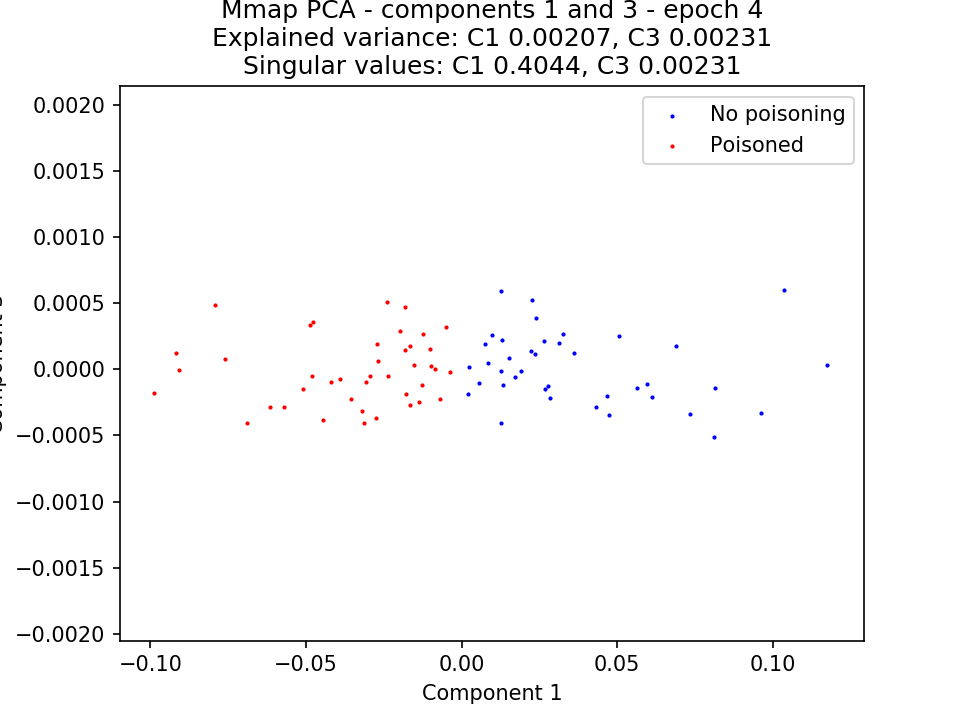 Mmap PCA - components 1 and 3 - epoch 4
Explained variance: C1 0.00207, C3 0.00231
Singular values: C1 0.4044, C3 0.00231
No poisoning
Poisoned
0.0020
0.0015
0.0010
0.0005
0.0000
−0.0005
−0.0010
−0.0015
−0.0020
−0.10
−0.05
0.00
0.05
0.10
Component 1